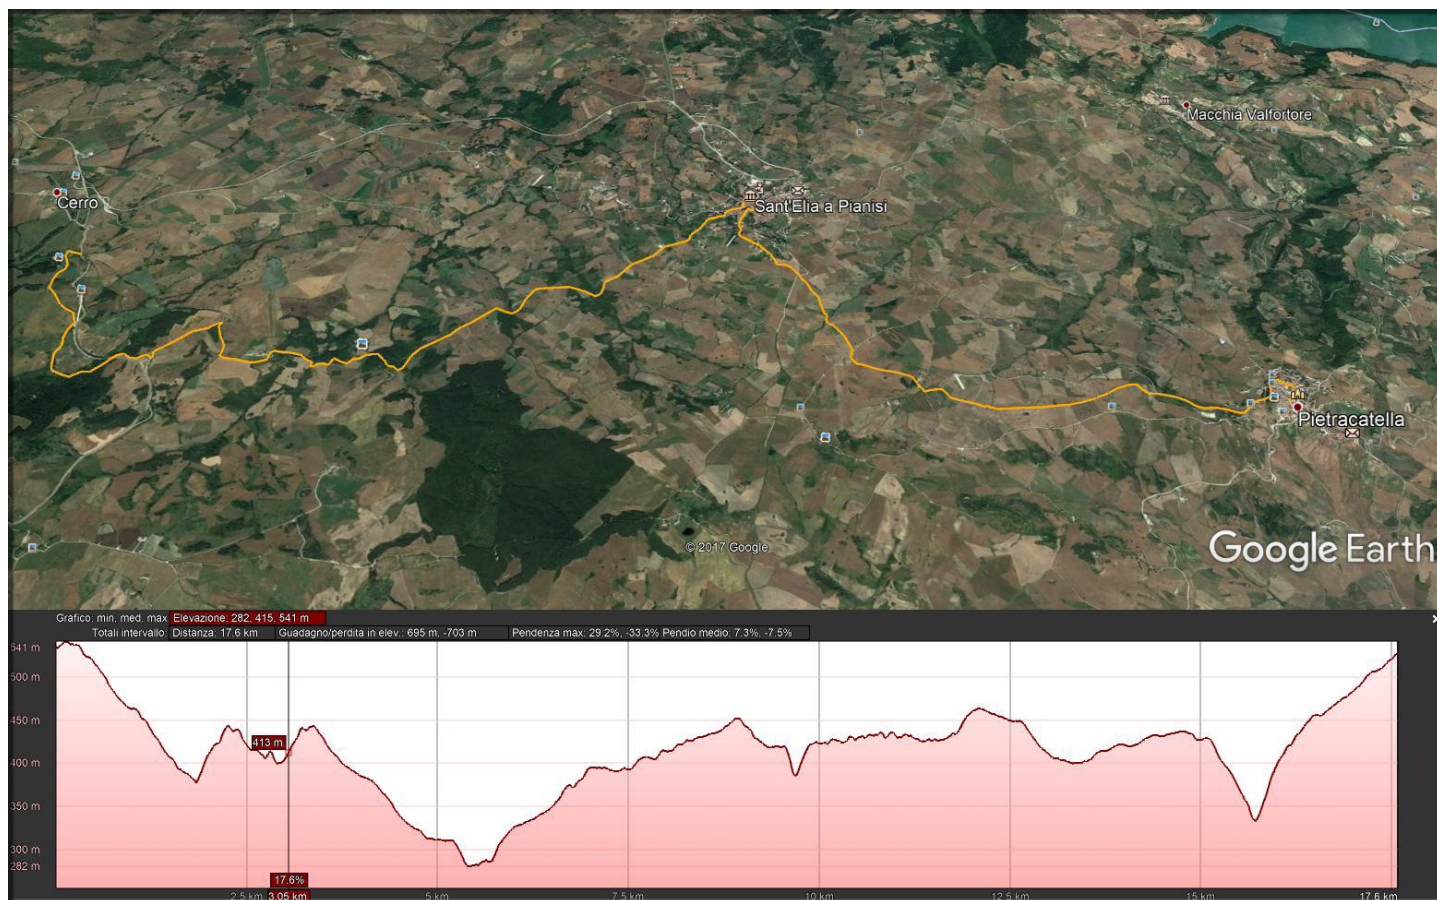 Macchia Valfortore
Cerro
Sant'Elia a Pianisi
Pietracatella
© 2017 Google
Google Earth
Grafico: min. med. max Elevazione: 282, 415, 541 m
Totali intervallo: Distanza: 17.6 km Guadagno/perdita in elev.: 695 m, -703 m Pendenza max: 29.2%, -33.3% Pendio medio: 7.3%, -7.5%
541 m
500 m
450 m
413 m
400 m
350 m
300 m
282 m
17.6%
2.5 km 3.05 km 5 km 7.5 km 10 km 12.5 km 15 km 17.6 km